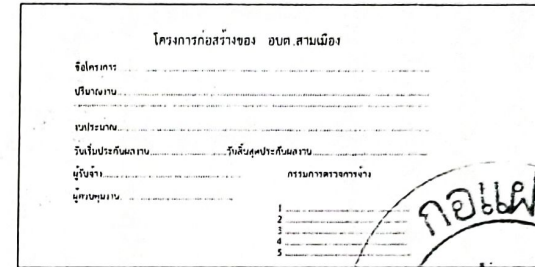 โครงการก่อสร้างของ อบต.สามเมือง
ชื่อโครงการ
ปริมาณงาน
งบประมาณ
วันเริ่มประกันผลงาน วันสิ้นสุดประกันผลงาน
ผู้รับจ้าง กรรมการตรวจการจ้าง
ผู้ควบคุมงาน
1
2
3
4
5